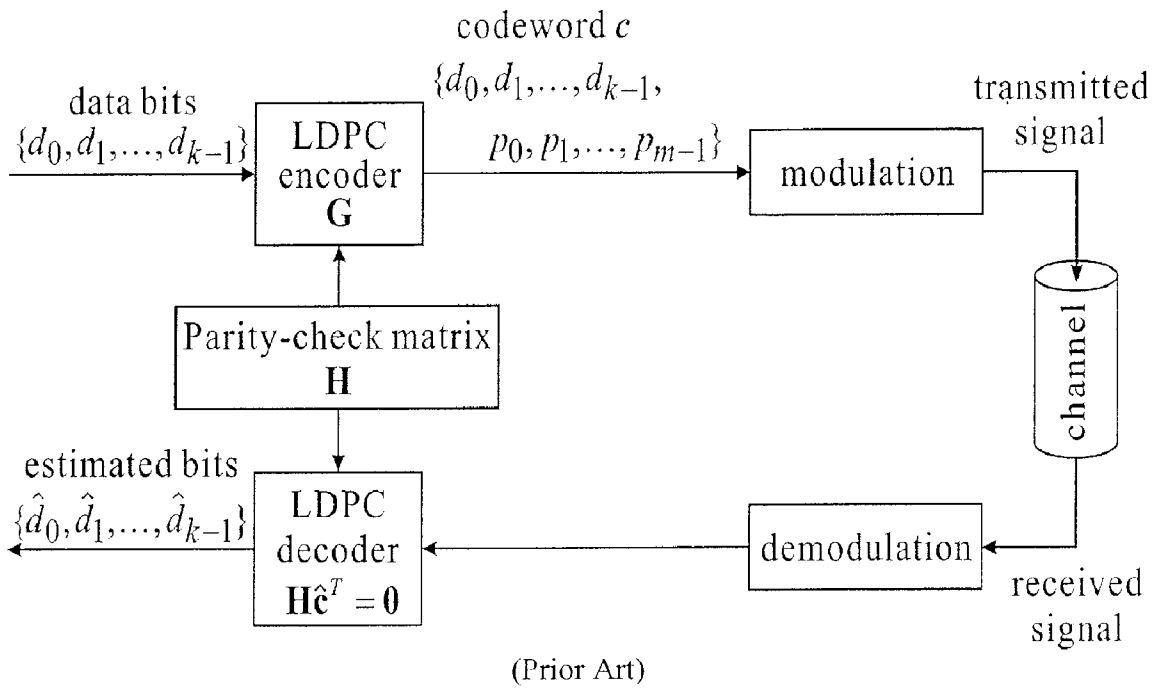 codeword c
{d₀, d₁,..., dₖ₋₁,
p₀, p₁,..., pₘ₋₁}
data bits
{d₀, d₁,..., dₖ₋₁}
LDPC
encoder
G
modulation
transmitted
signal
Parity-check matrix
H
channel
estimated bits
{d̂₀, d̂₁,..., d̂ₖ₋₁}
LDPC
decoder
Hĉᵀ = 0
demodulation
received
signal
(Prior Art)